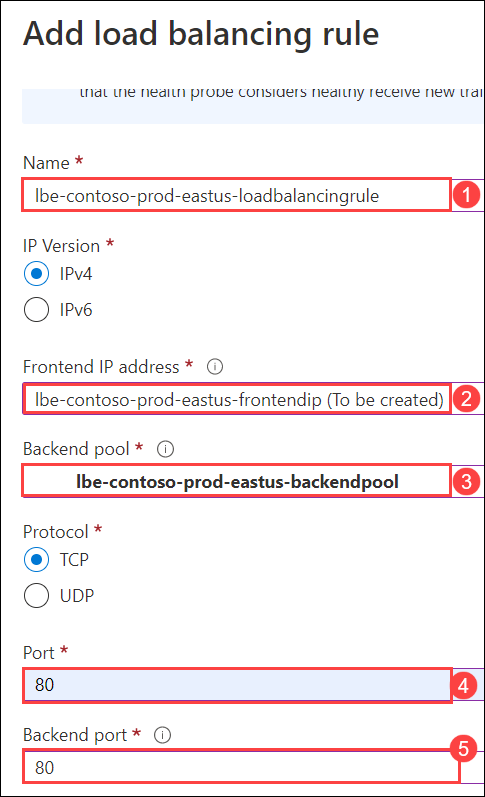 Add load balancing rule
that the health probe considers healthy receive new
Name *
lbe-contoso-prod-eastus-loadbalancingrule 1
IP Version *
IPv4
IPv6
Frontend IP address *
lbe-contoso-prod-eastus-frontendip (To be created) 2
Backend pool *
lbe-contoso-prod-eastus-backendpool 3
Protocol *
TCP
UDP
Port *
80 4
Backend port * 5
80